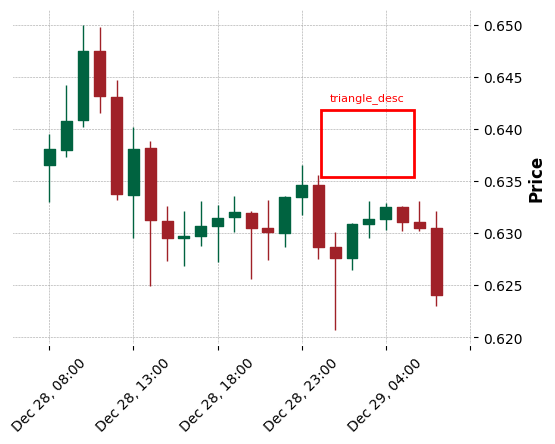 triangle_desc
0.650
0.645
0.640
0.635
0.630
0.625
0.620
Price
Dec 28, 08:00
Dec 28, 13:00
Dec 28, 18:00
Dec 28, 23:00
Dec 29, 04:00